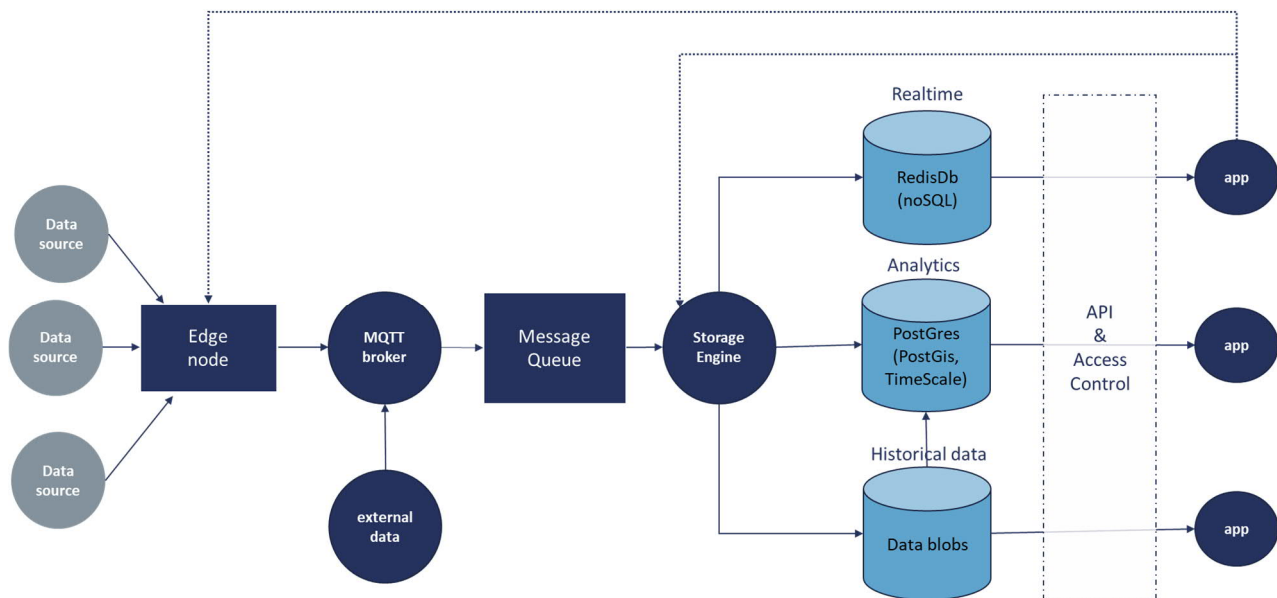 Realtime
RedisDb
(noSQL)
app
Data
source
Analytics
Data
source
Edge
node
MQTT
broker
Message
Queue
Storage
Engine
PostGres
(PostGis,
TimeScale)
API
&
Access
Control
app
Data
source
external
data
Historical data
Data blobs
app